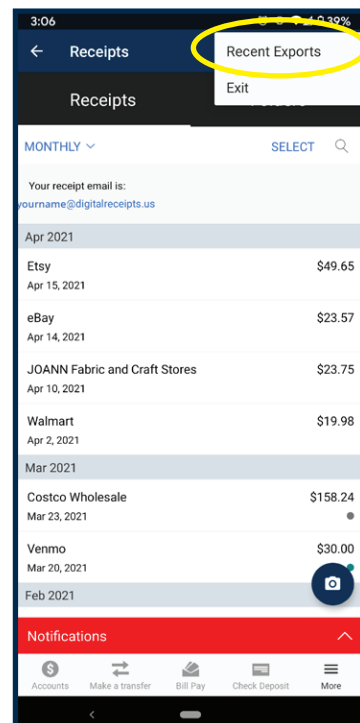 3:06 39%
Receipts
Recent Exports
Exit
Receipts
MONTHLY SELECT
Your receipt email is:
yourname@digitalreceipts.us
Apr 2021
Etsy $49.65
Apr 15, 2021
eBay $23.57
Apr 14, 2021
JOANN Fabric and Craft Stores $23.75
Apr 10, 2021
Walmart $19.98
Apr 2, 2021
Mar 2021
Costco Wholesale $158.24
Mar 23, 2021
Venmo $30.00
Mar 20, 2021
Feb 2021
Notifications
Accounts Make a transfer Bill Pay Check Deposit More